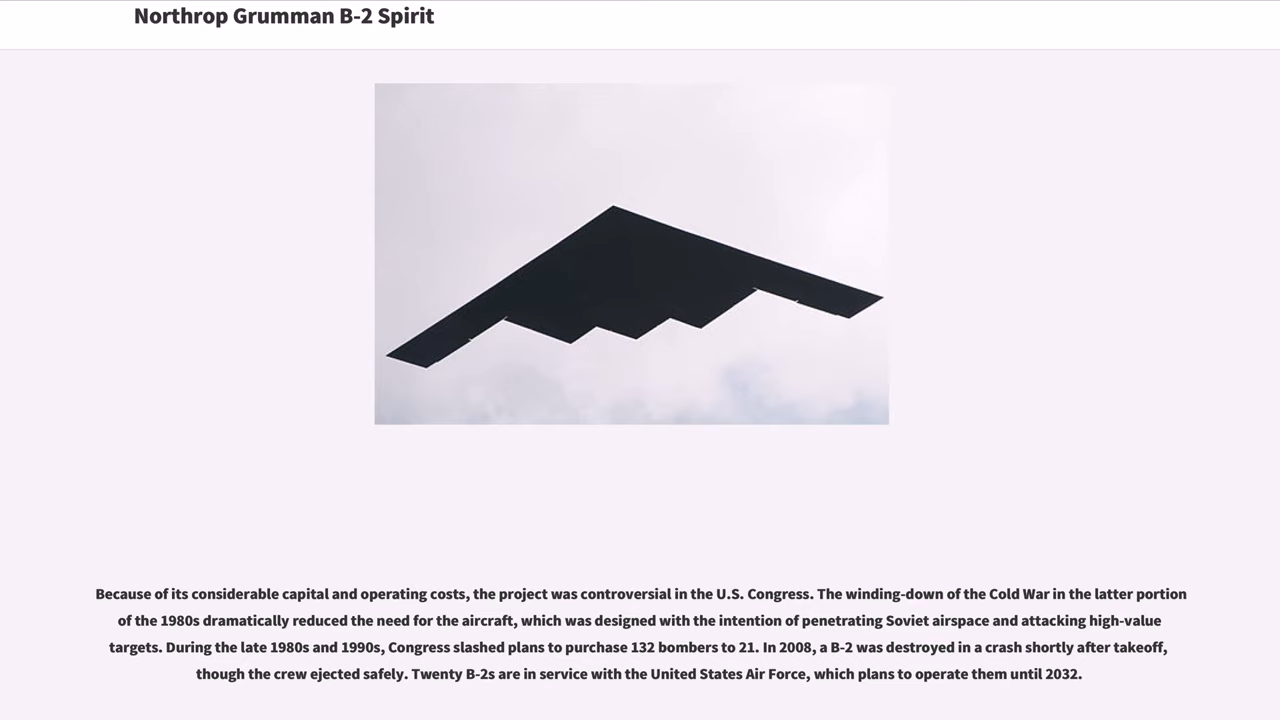 Northrop Grumman B-2 Spirit
Because of its considerable capital and operating costs, the project was controversial in the U.S. Congress. The winding-down of the Cold War in the latter portion
of the 1980s dramatically reduced the need for the aircraft, which was designed with the intention of penetrating Soviet airspace and attacking high-value
targets. During the late 1980s and 1990s, Congress slashed plans to purchase 132 bombers to 21. In 2008, a B-2 was destroyed in a crash shortly after takeoff,
though the crew ejected safely. Twenty B-2s are in service with the United States Air Force, which plans to operate them until 2032.